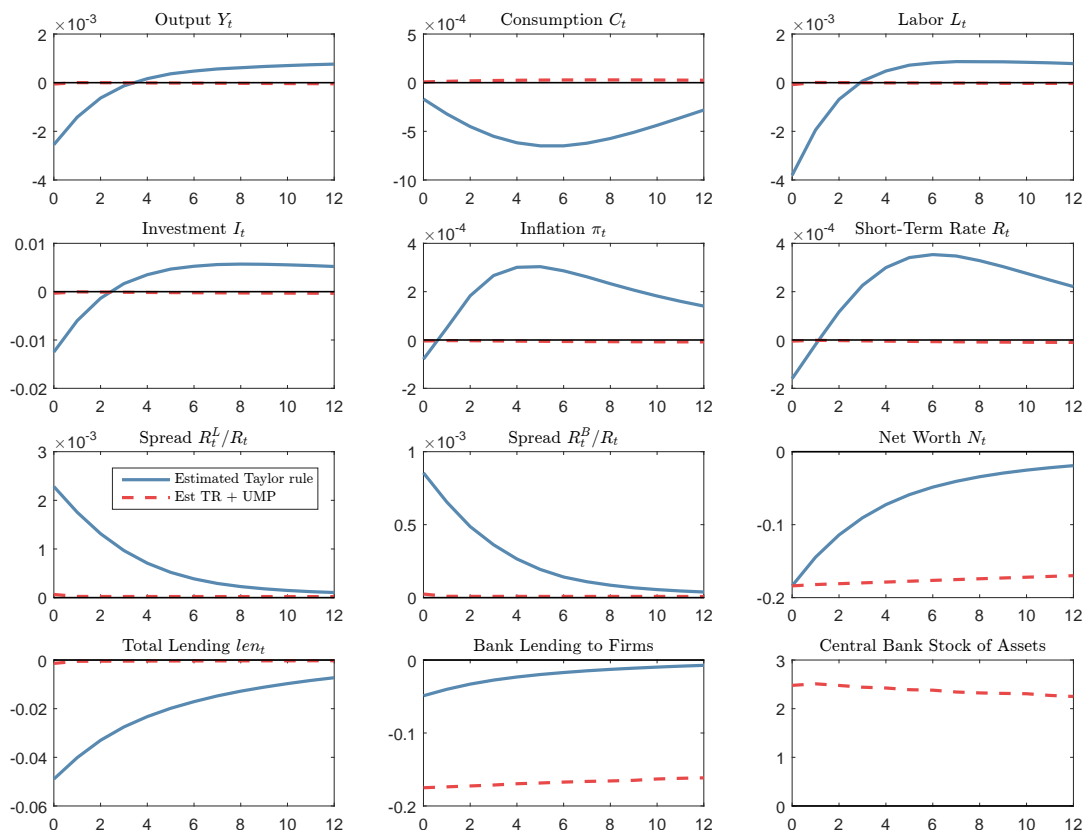 Output Y_t
×10^-3
2
0
-2
-4
0 2 4 6 8 10 12
Consumption C_t
×10^-4
5
0
-5
-10
0 2 4 6 8 10 12
Labor L_t
×10^-3
2
0
-2
-4
0 2 4 6 8 10 12
Investment I_t
0.01
0
-0.01
-0.02
0 2 4 6 8 10 12
Inflation π_t
×10^-4
4
2
0
-2
0 2 4 6 8 10 12
Short-Term Rate R_t
×10^-4
4
2
0
-2
0 2 4 6 8 10 12
Spread R_t^L/R_t
×10^-3
3
2
1
0
0 2 4 6 8 10 12
Estimated Taylor rule
Est TR + UMP
Spread R_t^B/R_t
×10^-3
1
0.5
0
0 2 4 6 8 10 12
Net Worth N_t
0
-0.1
-0.2
0 2 4 6 8 10 12
Total Lending len_t
0
-0.02
-0.04
-0.06
0 2 4 6 8 10 12
Bank Lending to Firms
0
-0.1
-0.2
0 2 4 6 8 10 12
Central Bank Stock of Assets
3
2
1
0
0 2 4 6 8 10 12